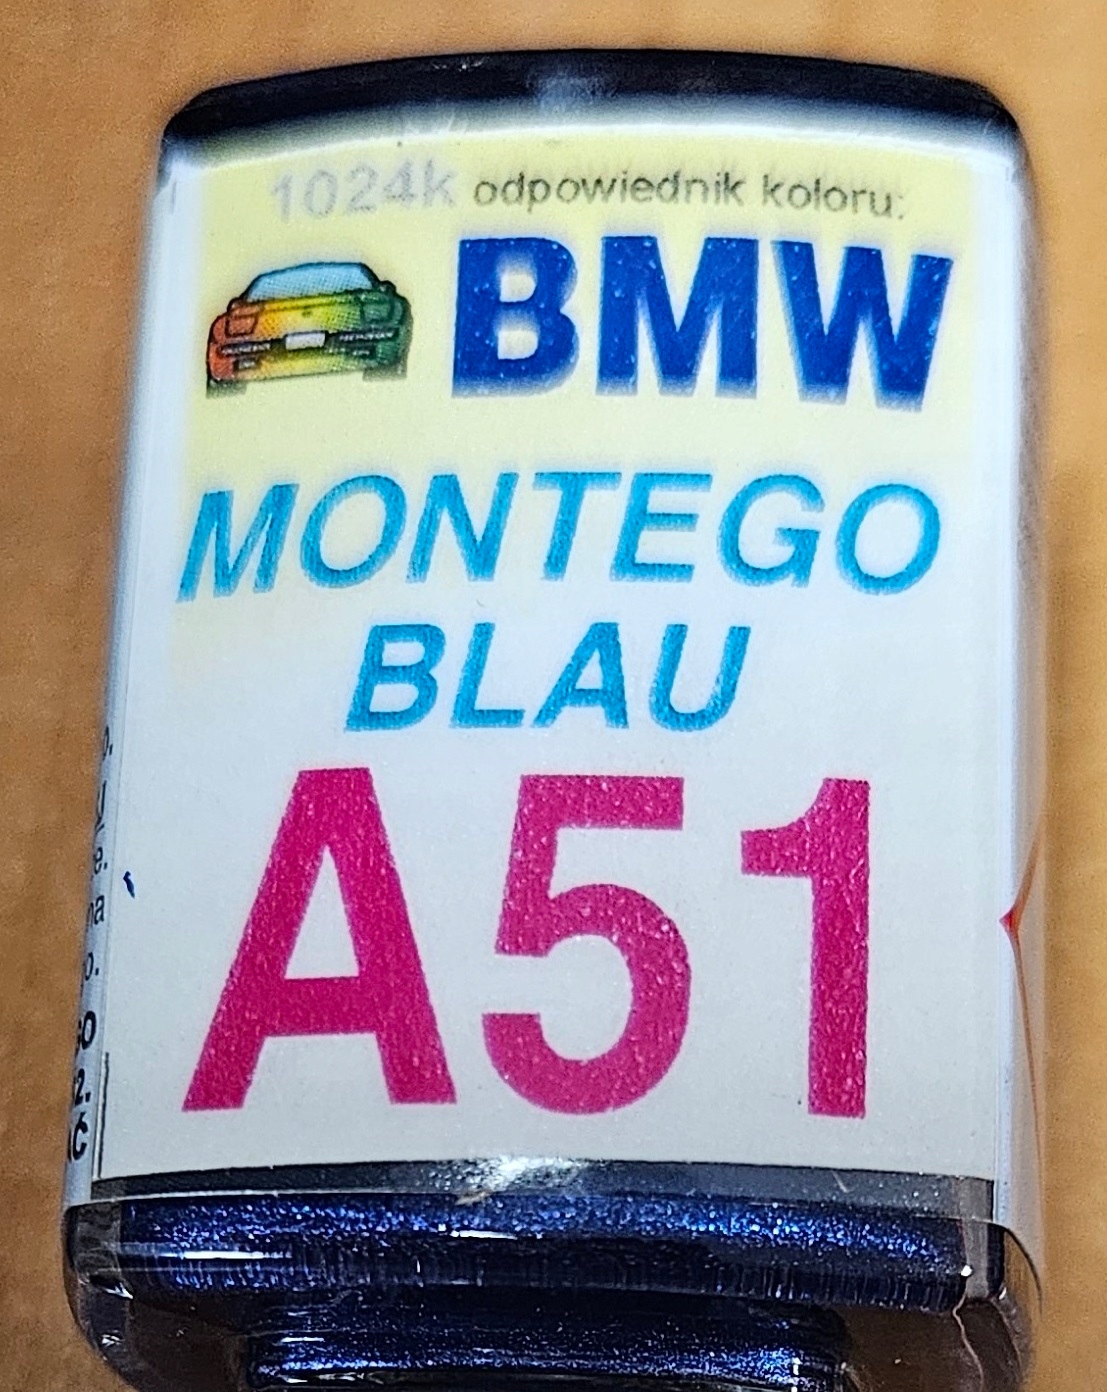 1024k odpowiednik koloru:
BMW
MONTEGO
BLAU
A51